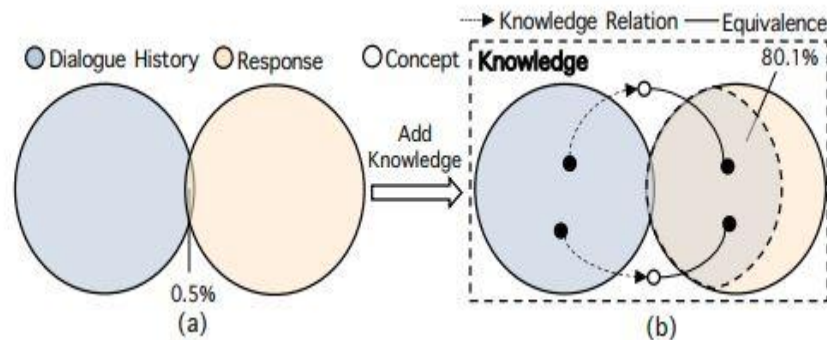 Knowledge Relation Equivalence
Dialogue History Response Concept
Knowledge 80.1%
Add
Knowledge
0.5%
(a) (b)